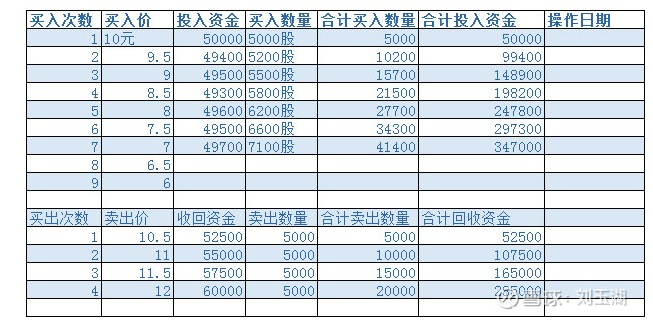 买入次数 买入价 投入资金 买入数量 合计买入数量 合计投入资金 操作日期
1 10元 50000 5000股 5000 50000
2 9.5 49400 5200股 10200 99400
3 9 49500 5500股 15700 148900
4 8.5 49300 5800股 21500 198200
5 8 49600 6200股 27700 247800
6 7.5 49500 6600股 34300 297300
7 7 49700 7100股 41400 347000
8 6.5
9 6
买出次数 卖出价 收回资金 卖出数量 合计卖出数量 合计回收资金
1 10.5 52500 5000 5000 52500
2 11 55000 5000 10000 107500
3 11.5 57500 5000 15000 165000
4 12 60000 5000 20000
雪球：刘玉湖